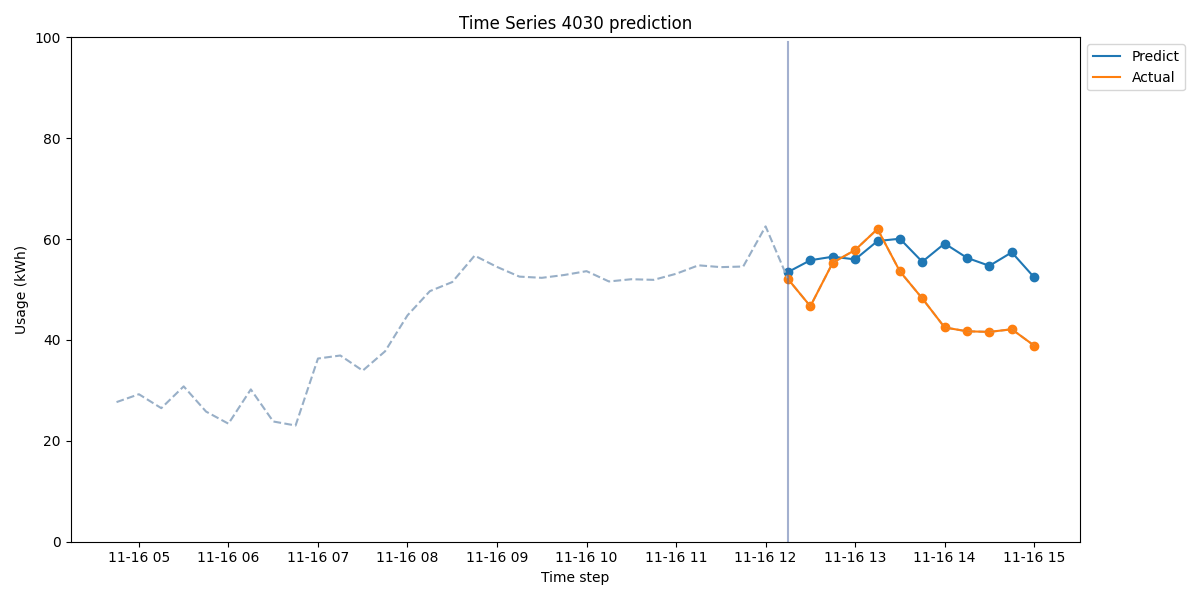 Time Series 4030 prediction
100
80
60
40
20
0
Usage (kWh)
11-16 05 11-16 06 11-16 07 11-16 08 11-16 09 11-16 10 11-16 11 11-16 12 11-16 13 11-16 14 11-16 15
Time step
Predict
Actual